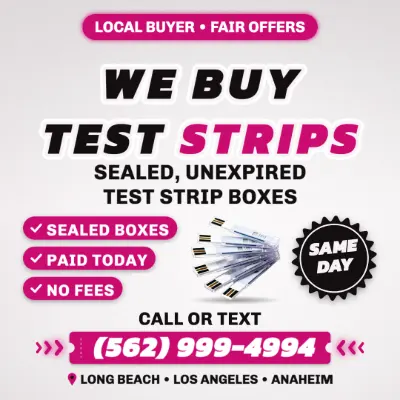 LOCAL BUYER • FAIR OFFERS
WE BUY
TEST STRIPS
SEALED, UNEXPIRED
TEST STRIP BOXES
SEALED BOXES
PAID TODAY
NO FEES
SAME
DAY
CALL OR TEXT
(562) 999-4994
LONG BEACH • LOS ANGELES • ANAHEIM